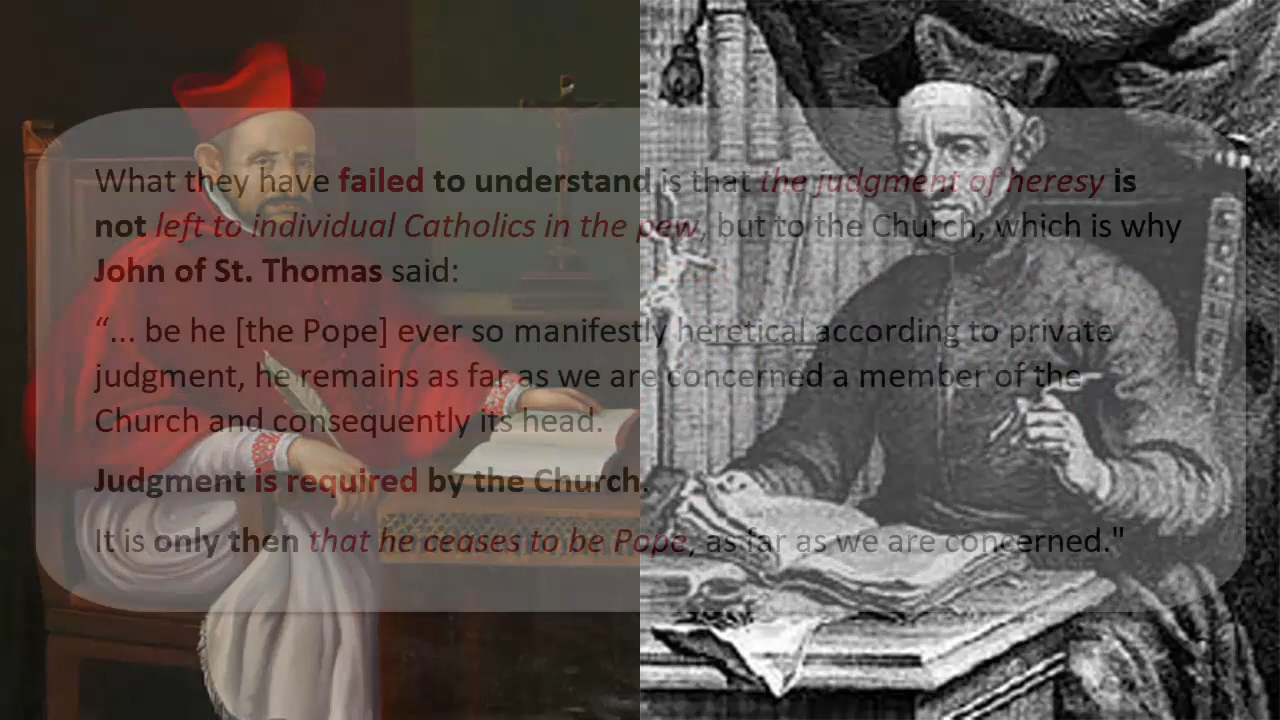 What they have failed to understand is that the judgment of heresy is
not left to individual Catholics in the pew, but to the Church, which is why
John of St. Thomas said:
“... be he [the Pope] ever so manifestly heretical according to private
judgment, he remains as far as we are concerned a member of the
Church and consequently its head.
Judgment is required by the Church.
It is only then that he ceases to be Pope, as far as we are concerned."